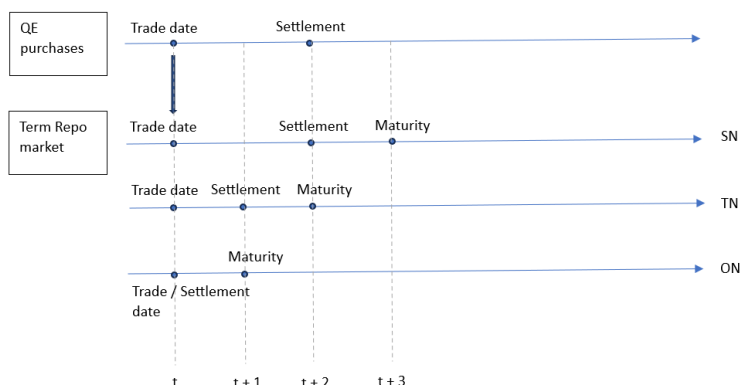 QE
purchases
Trade date
Settlement
Term Repo
market
Trade date
Settlement
Maturity
SN
Trade date
Settlement
Maturity
TN
Maturity
ON
Trade / Settlement
date
t
t + 1
t + 2
t + 3